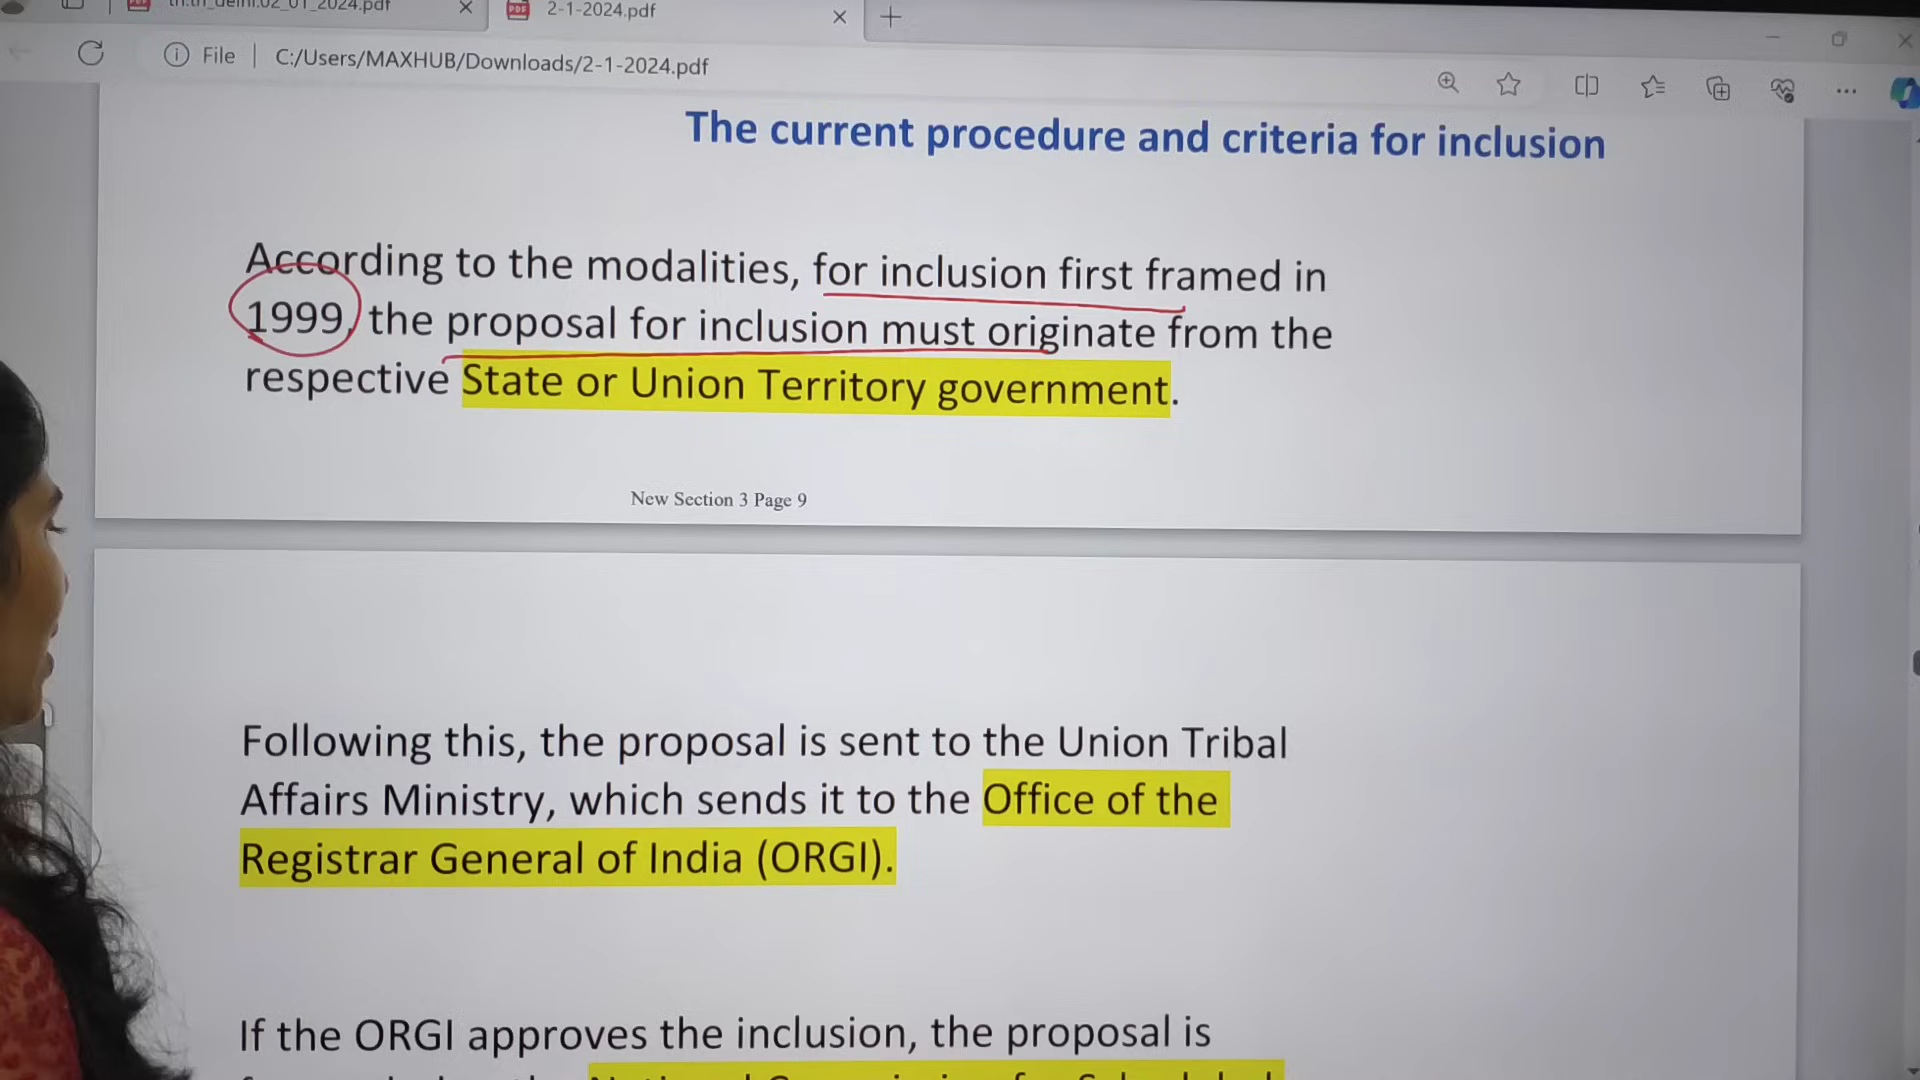 2-1-2024.pdf
File
C:/Users/MAXHUB/Downloads/2-1-2024.pdf
The current procedure and criteria for inclusion
According to the modalities, for inclusion first framed in
1999, the proposal for inclusion must originate from the
respective State or Union Territory government.
New Section 3 Page 9
Following this, the proposal is sent to the Union Tribal
Affairs Ministry, which sends it to the Office of the
Registrar General of India (ORGI).
If the ORGI approves the inclusion, the proposal is